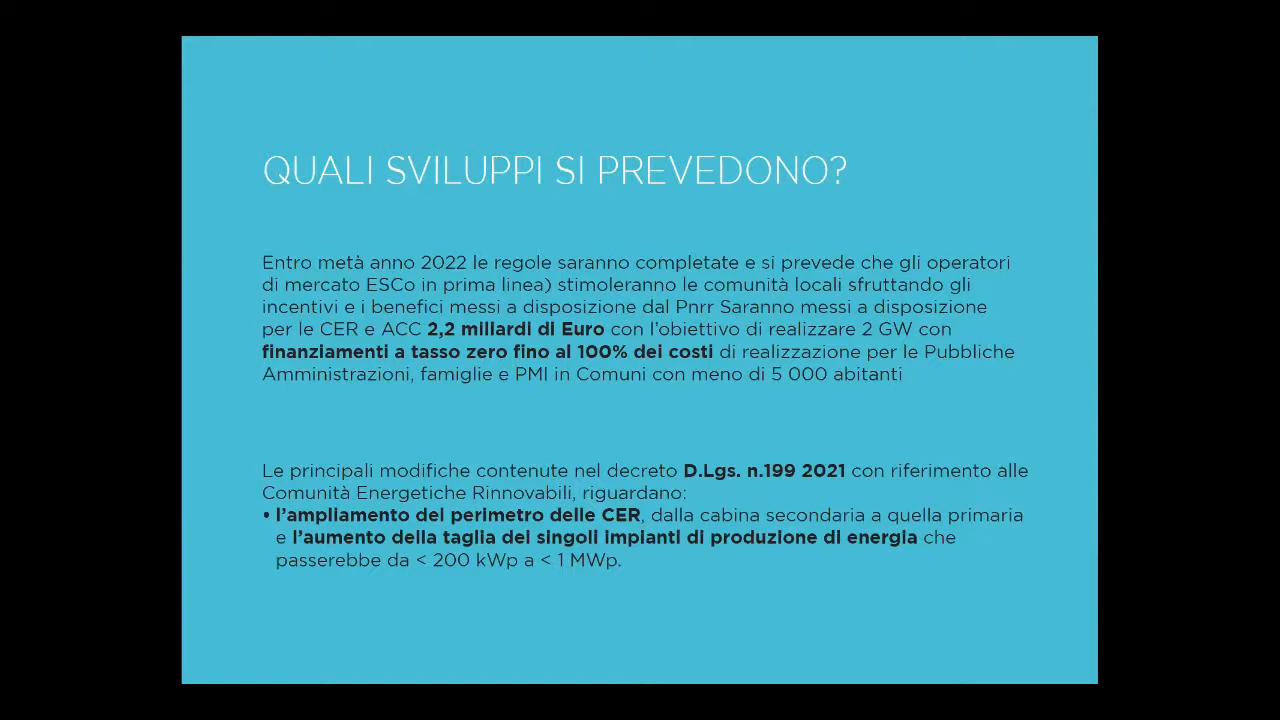 QUALI SVILUPPI SI PREVEDONO?
Entro metà anno 2022 le regole saranno completate e si prevede che gli operatori
di mercato ESCo in prima linea) stimoleranno le comunità locali sfruttando gli
incentivi e i benefici messi a disposizione dal Pnrr Saranno messi a disposizione
per le CER e ACC 2,2 miliardi di Euro con l'obiettivo di realizzare 2 GW con
finanziamenti a tasso zero fino al 100% dei costi di realizzazione per le Pubbliche
Amministrazioni, famiglie e PMI in Comuni con meno di 5 000 abitanti
Le principali modifiche contenute nel decreto D.Lgs. n.199 2021 con riferimento alle
Comunità Energetiche Rinnovabili, riguardano:
• l'ampliamento del perimetro delle CER, dalla cabina secondaria a quella primaria
e l'aumento della taglia dei singoli impianti di produzione di energia che
passerebbe da < 200 kWp a < 1 MWp.